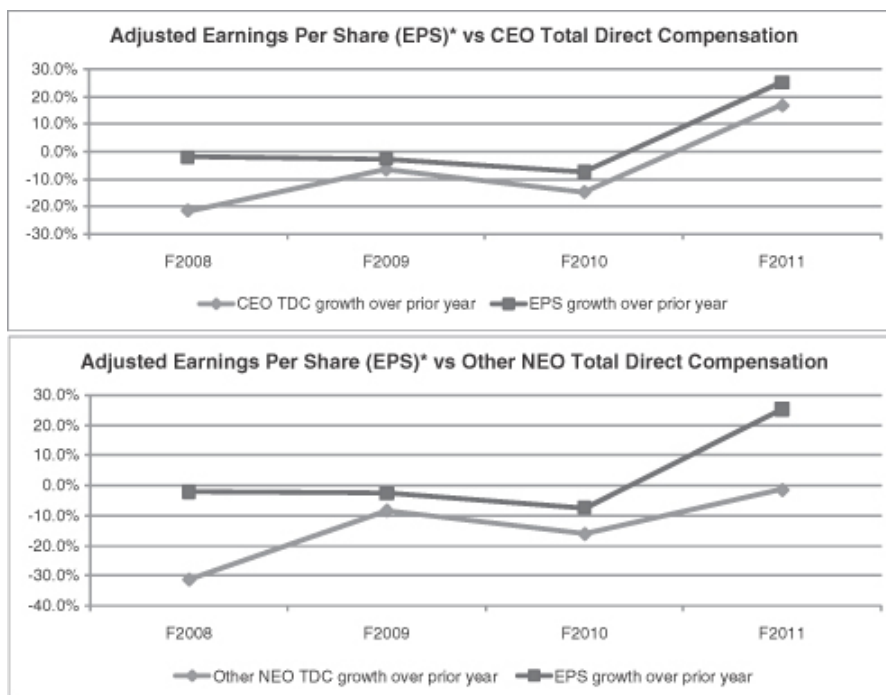 Adjusted Earnings Per Share (EPS)* vs CEO Total Direct Compensation
30.0%
20.0%
10.0%
0.0%
-10.0%
-20.0%
-30.0%
F2008 F2009 F2010 F2011
CEO TDC growth over prior year EPS growth over prior year
Adjusted Earnings Per Share (EPS)* vs Other NEO Total Direct Compensation
30.0%
20.0%
10.0%
0.0%
-10.0%
-20.0%
-30.0%
-40.0%
F2008 F2009 F2010 F2011
Other NEO TDC growth over prior year EPS growth over prior year